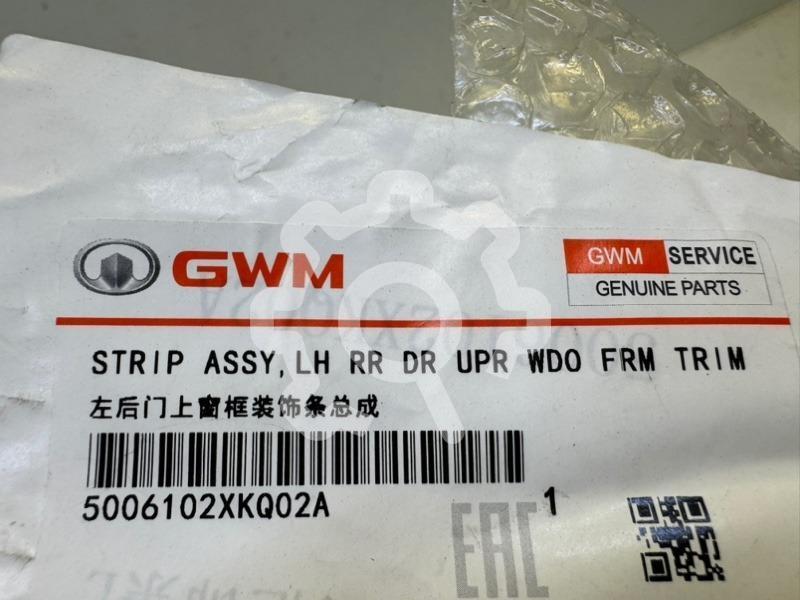 GWM
GWM SERVICE
GENUINE PARTS
STRIP ASSY,LH RR DR UPR WDO FRM TRIM
左后门上窗框装饰条总成
5006102XKQ02A
EAC
1